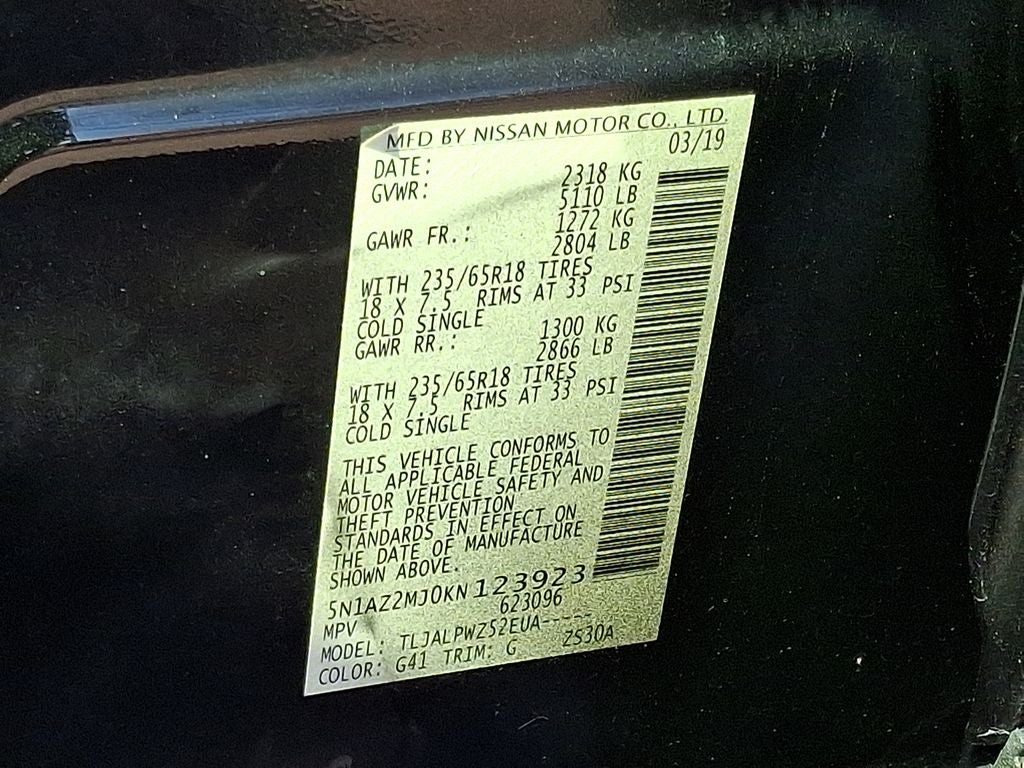 MFD BY NISSAN MOTOR CO., LTD.
DATE: 03/19
GVWR: 2318 KG
5110 LB
GAWR FR.: 1272 KG
2804 LB
WITH 235/65R18 TIRES
18 X 7.5 RIMS AT 33 PSI
COLD SINGLE
GAWR RR.: 1300 KG
2866 LB
WITH 235/65R18 TIRES
18 X 7.5 RIMS AT 33 PSI
COLD SINGLE
THIS VEHICLE CONFORMS TO
ALL APPLICABLE FEDERAL
MOTOR VEHICLE SAFETY AND
THEFT PREVENTION
STANDARDS IN EFFECT ON
THE DATE OF MANUFACTURE
SHOWN ABOVE.
5N1AZ2MJ0KN123923
MPV 623096
MODEL: TLJALPWZ52EUA-----
COLOR: G41 TRIM: G ZS30A